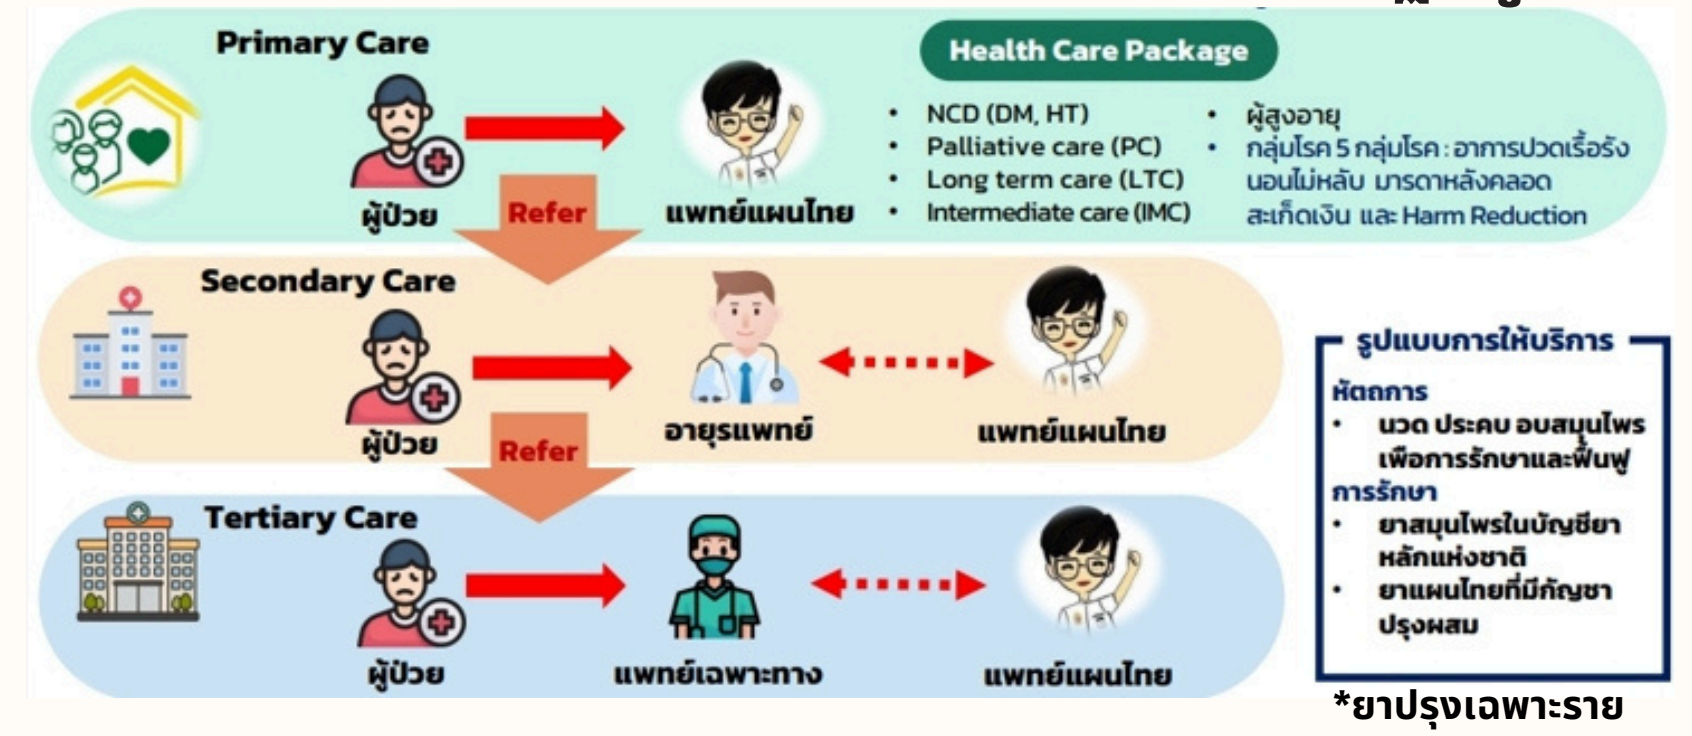 Primary Care
ผู้ป่วย
Refer
แพทย์แผนไทย
Health Care Package
• NCD (DM, HT)
• Palliative care (PC)
• Long term care (LTC)
• Intermediate care (IMC)
• ผู้สูงอายุ
• กลุ่มโรค 5 กลุ่มโรค : อาการปวดเรื้อรัง
นอนไม่หลับ มารดาหลังคลอด
สะเก็ดเงิน และ Harm Reduction
Secondary Care
ผู้ป่วย
Refer
อายุรแพทย์
แพทย์แผนไทย
Tertiary Care
ผู้ป่วย
แพทย์เฉพาะทาง
แพทย์แผนไทย
รูปแบบการให้บริการ
หัตถการ
• นวด ประคบ อบสมุนไพร
เพื่อการรักษาและฟื้นฟู
การรักษา
• ยาสมุนไพรในบัญชียา
หลักแห่งชาติ
• ยาแผนไทยที่มีกัญชา
ปรุงผสม
*ยาปรุงเฉพาะราย